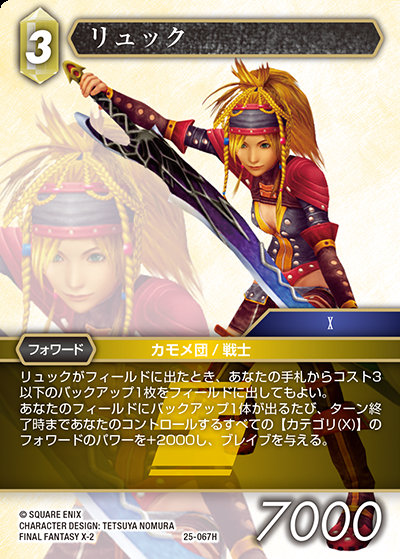 3
リュック
X
フォワード
カモメ団 / 戦士
リュックがフィールドに出たとき、あなたの手札からコスト3
以下のバックアップ1枚をフィールドに出してもよい。
あなたのフィールドにバックアップ1体が出るたび、ターン終
了時まであなたのコントロールするすべての【カテゴリ(X)】の
フォワードのパワーを+2000し、ブレイブを与える。
© SQUARE ENIX
CHARACTER DESIGN: TETSUYA NOMURA
FINAL FANTASY X-2
25-067H
7000